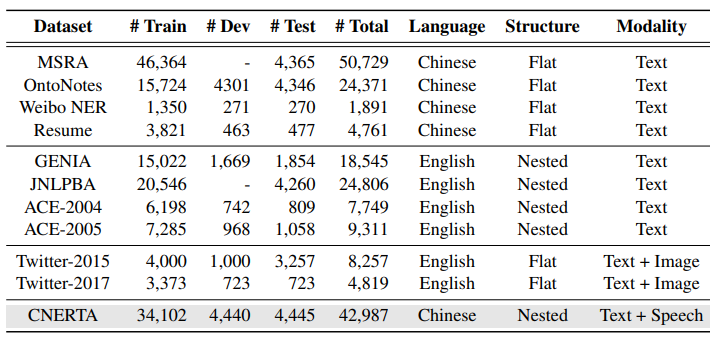 Dataset # Train # Dev # Test # Total Language Structure Modality
MSRA 46,364 - 4,365 50,729 Chinese Flat Text
OntoNotes 15,724 4301 4,346 24,371 Chinese Flat Text
Weibo NER 1,350 271 270 1,891 Chinese Flat Text
Resume 3,821 463 477 4,761 Chinese Flat Text
GENIA 15,022 1,669 1,854 18,545 English Nested Text
JNLPBA 20,546 - 4,260 24,806 English Nested Text
ACE-2004 6,198 742 809 7,749 English Nested Text
ACE-2005 7,285 968 1,058 9,311 English Nested Text
Twitter-2015 4,000 1,000 3,257 8,257 English Flat Text + Image
Twitter-2017 3,373 723 723 4,819 English Flat Text + Image
CNERTA 34,102 4,440 4,445 42,987 Chinese Nested Text + Speech